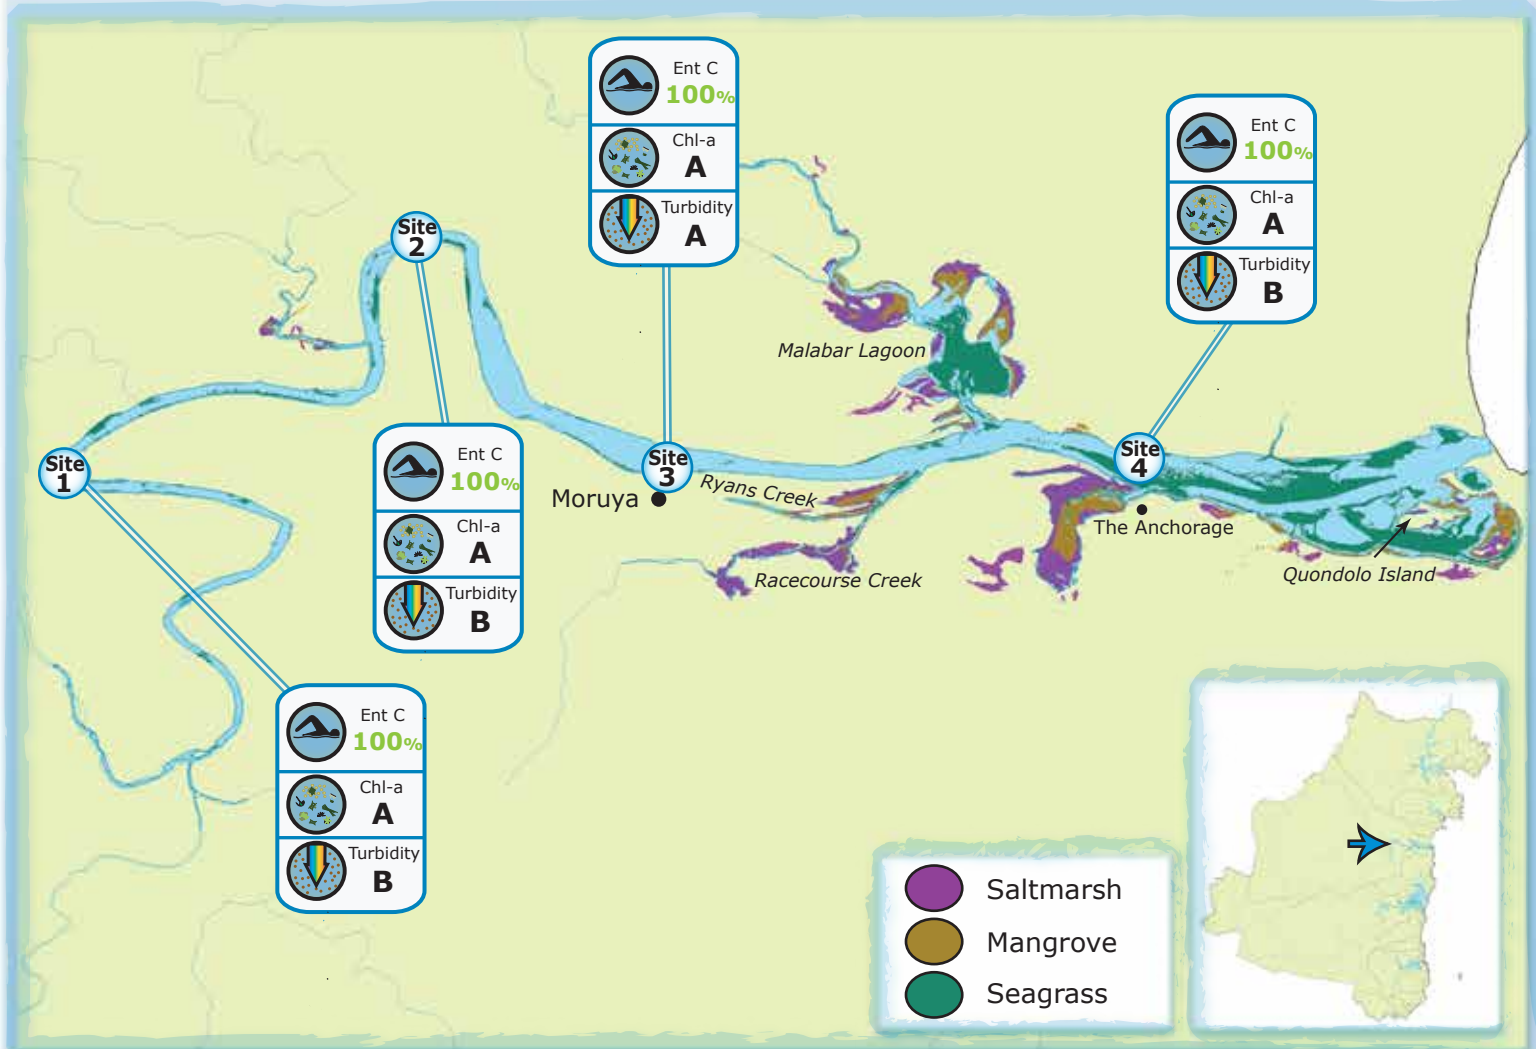 Ent C
100%
Chl-a
A
Turbidity
A
Ent C
100%
Chl-a
A
Turbidity
B
Site
2
Malabar Lagoon
Site
1
Ent C
100%
Chl-a
A
Turbidity
B
Site
3
Moruya
Ryans Creek
Racecourse Creek
Site
4
The Anchorage
Quondolo Island
Ent C
100%
Chl-a
A
Turbidity
B
Saltmarsh
Mangrove
Seagrass